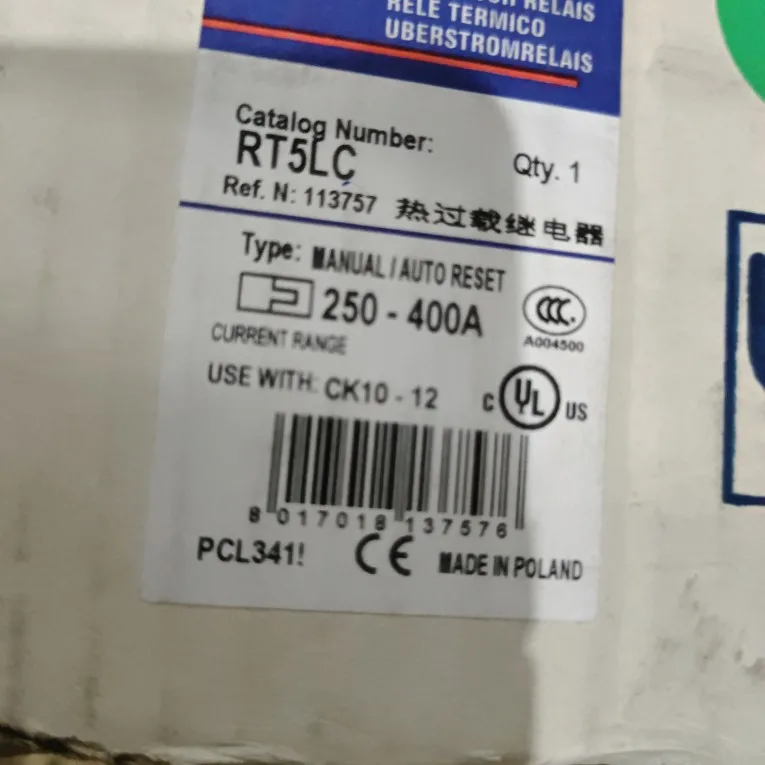 RELAIS
RELE TERMICO
UBERSTROMRELAIS
Catalog Number:
RT5LC
Qty. 1
Ref. N: 113757 热过载继电器
Type: MANUAL / AUTO RESET
250 - 400A
CCC
A004500
CURRENT RANGE
USE WITH: CK10 - 12
C UL US
8 017018 137576
PCL341!
CE
MADE IN POLAND